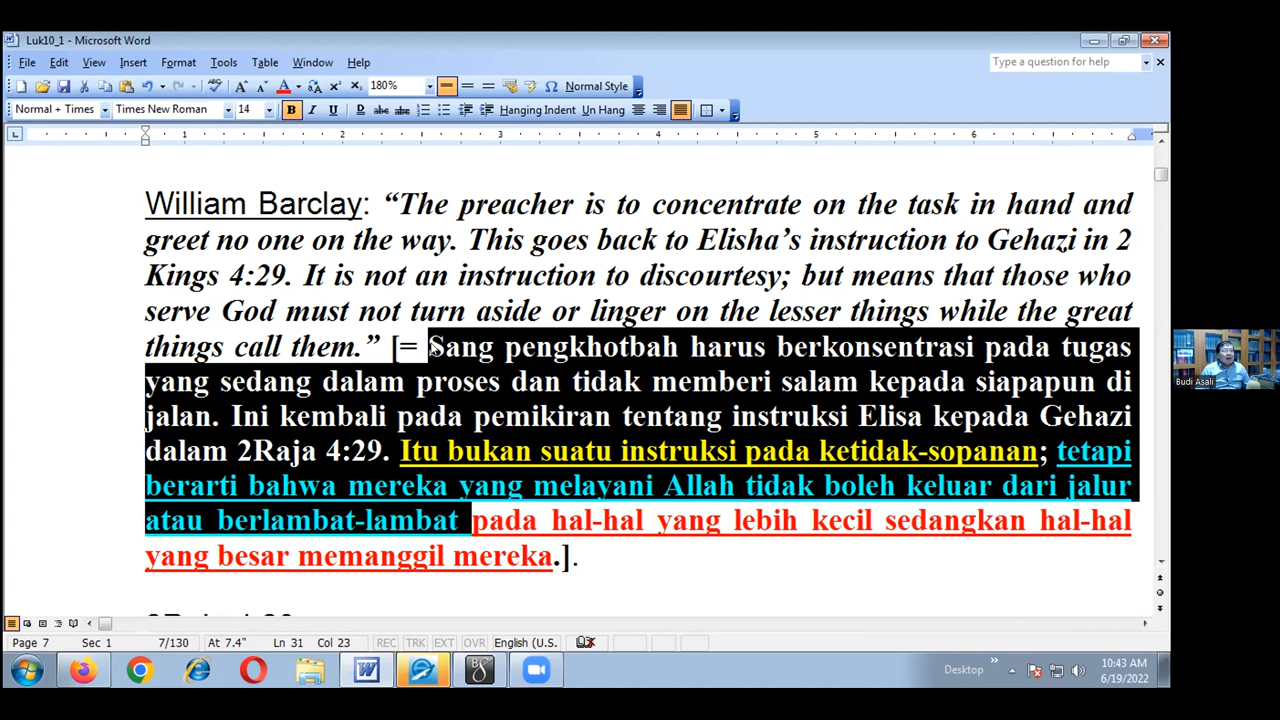 Luk10_1 - Microsoft Word
File Edit View Insert Format Tools Table Window Help
Type a question for help
180% Normal Style
Normal + Times Times New Roman 14 B I U Hanging Indent Un Hang
1 2 3 4 5 6
William Barclay: “The preacher is to concentrate on the task in hand and
greet no one on the way. This goes back to Elisha’s instruction to Gehazi in 2
Kings 4:29. It is not an instruction to discourtesy; but means that those who
serve God must not turn aside or linger on the lesser things while the great
things call them.” [= Sang pengkhotbah harus berkonsentrasi pada tugas
yang sedang dalam proses dan tidak memberi salam kepada siapapun di
jalan. Ini kembali pada pemikiran tentang instruksi Elisa kepada Gehazi
dalam 2Raja 4:29. Itu bukan suatu instruksi pada ketidak-sopanan; tetapi
berarti bahwa mereka yang melayani Allah tidak boleh keluar dari jalur
atau berlambat-lambat pada hal-hal yang lebih kecil sedangkan hal-hal
yang besar memanggil mereka.].
Budi Asali
Page 7 Sec 1 7/130 At 7.4" Ln 31 Col 23 REC TRK EXT OVR English (U.S.
Desktop » 10:43 AM
6/19/2022